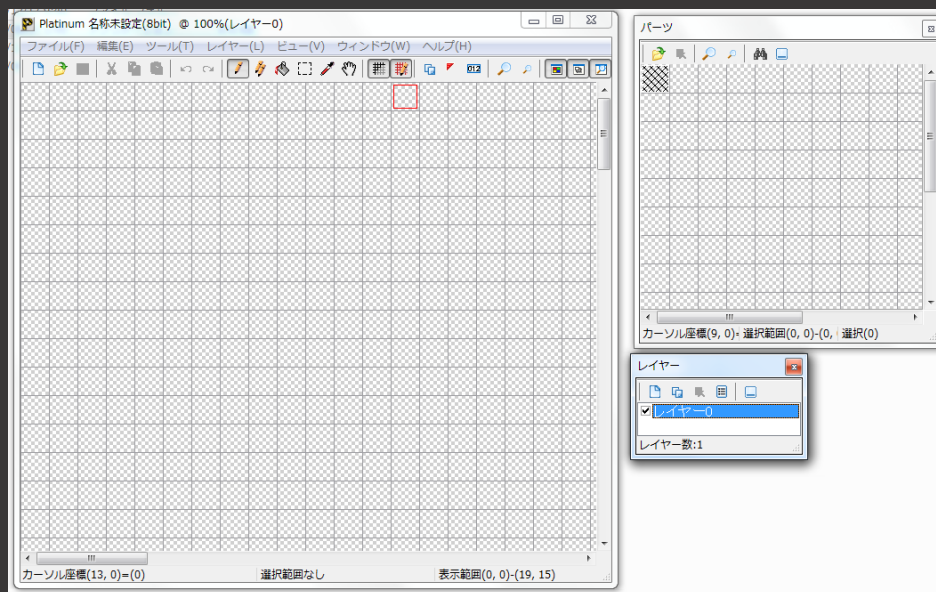 Platinum 名称未設定(8bit) @ 100%(レイヤー0)
ファイル(F) 編集(E) ツール(T) レイヤー(L) ビュー(V) ウィンドウ(W) ヘルプ(H)
012
カーソル座標(13, 0)=(0) 選択範囲なし 表示範囲(0, 0)-(19, 15)
パーツ
カーソル座標(9, 0)= 選択範囲(0, 0)-(0, 選択(0)
レイヤー
レイヤー0
レイヤー数:1